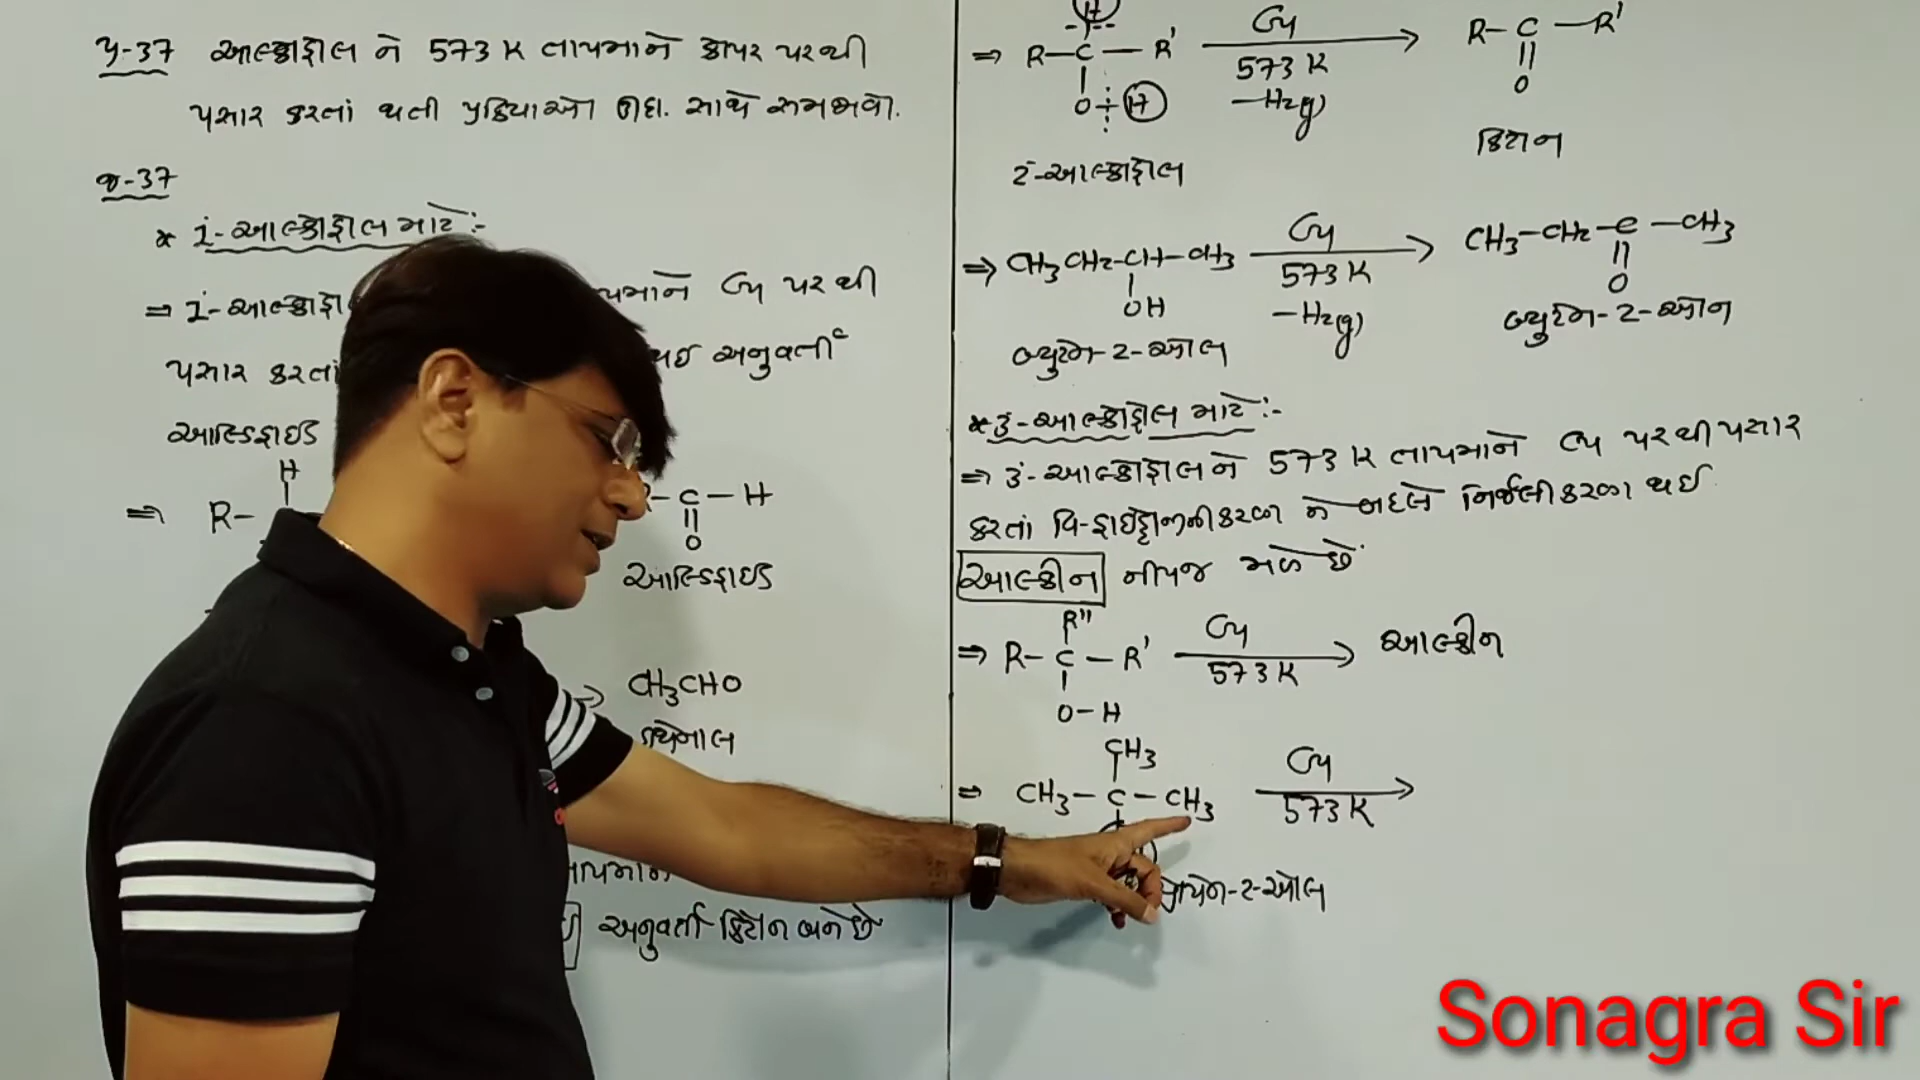 પ્ર-37 આલ્કોહોલ ને 573 K તાપમાને કોપર પરથી
પસાર કરતાં થતી પ્રક્રિયાઓ ઉદા. સાથે સમજાવો.
જ-37
* 1°-આલ્કોહોલ માટે :-
⇒ 1°-આલ્કોહો
પમાને Cu પરથી
પસાર કરતાં
થઈ અનુવર્તી
આલ્ડિહાઇડ
H
⇒ R-
-C-H
O
આલ્ડિહાઇડ
→ CH3CHO
ઇથેનાલ
તાપમાને
અનુવર્તી કિટોન બને છે
H
⇒ R-C-R' Cu 573 K -H2(g) → R-C-R'
O-H
O
2°-આલ્કોહોલ
કિટોન
⇒ CH3CH2-CH-CH3 Cu 573 K -H2(g) → CH3-CH2-C-CH3
OH
O
બ્યુટેન-2-ઓલ
બ્યુટેન-2-ઓન
* 3°-આલ્કોહોલ માટે :-
⇒ 3°-આલ્કોહોલ ને 573 K તાપમાને Cu પરથી પસાર
કરતાં વિ-હાઇડ્રોજનીકરણ ને બદલે નિર્જલીકરણ થઈ
આલ્કીન નીપજ મળે છે.
R''
⇒ R-C-R' Cu 573 K → આલ્કીન
O-H
CH3
⇒ CH3-C-CH3 Cu 573 K →
પ્રોપેન-2-ઓલ
Sonagra Sir